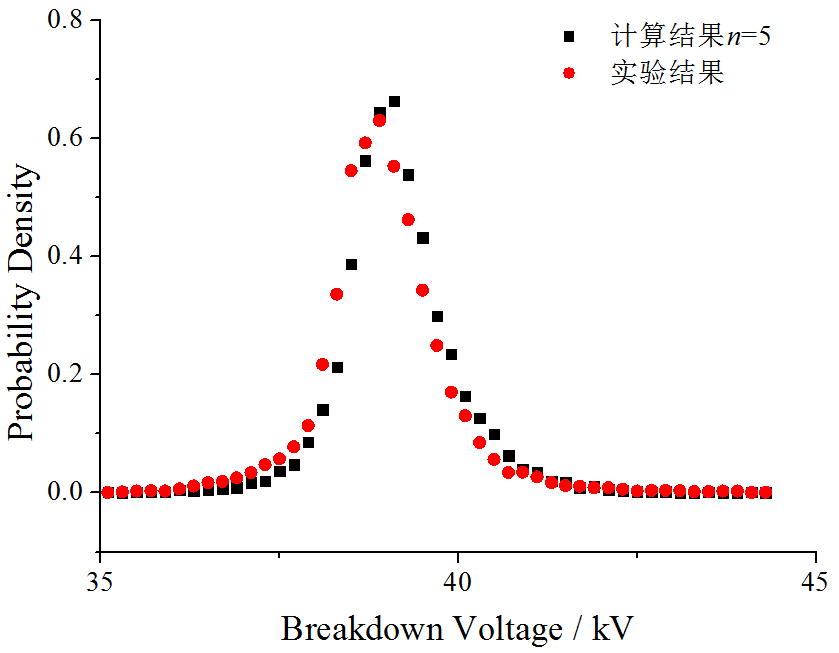 计算结果n=5
实验结果
0.8
0.6
0.4
0.2
0.0
Probability Density
35
40
45
Breakdown Voltage / kV